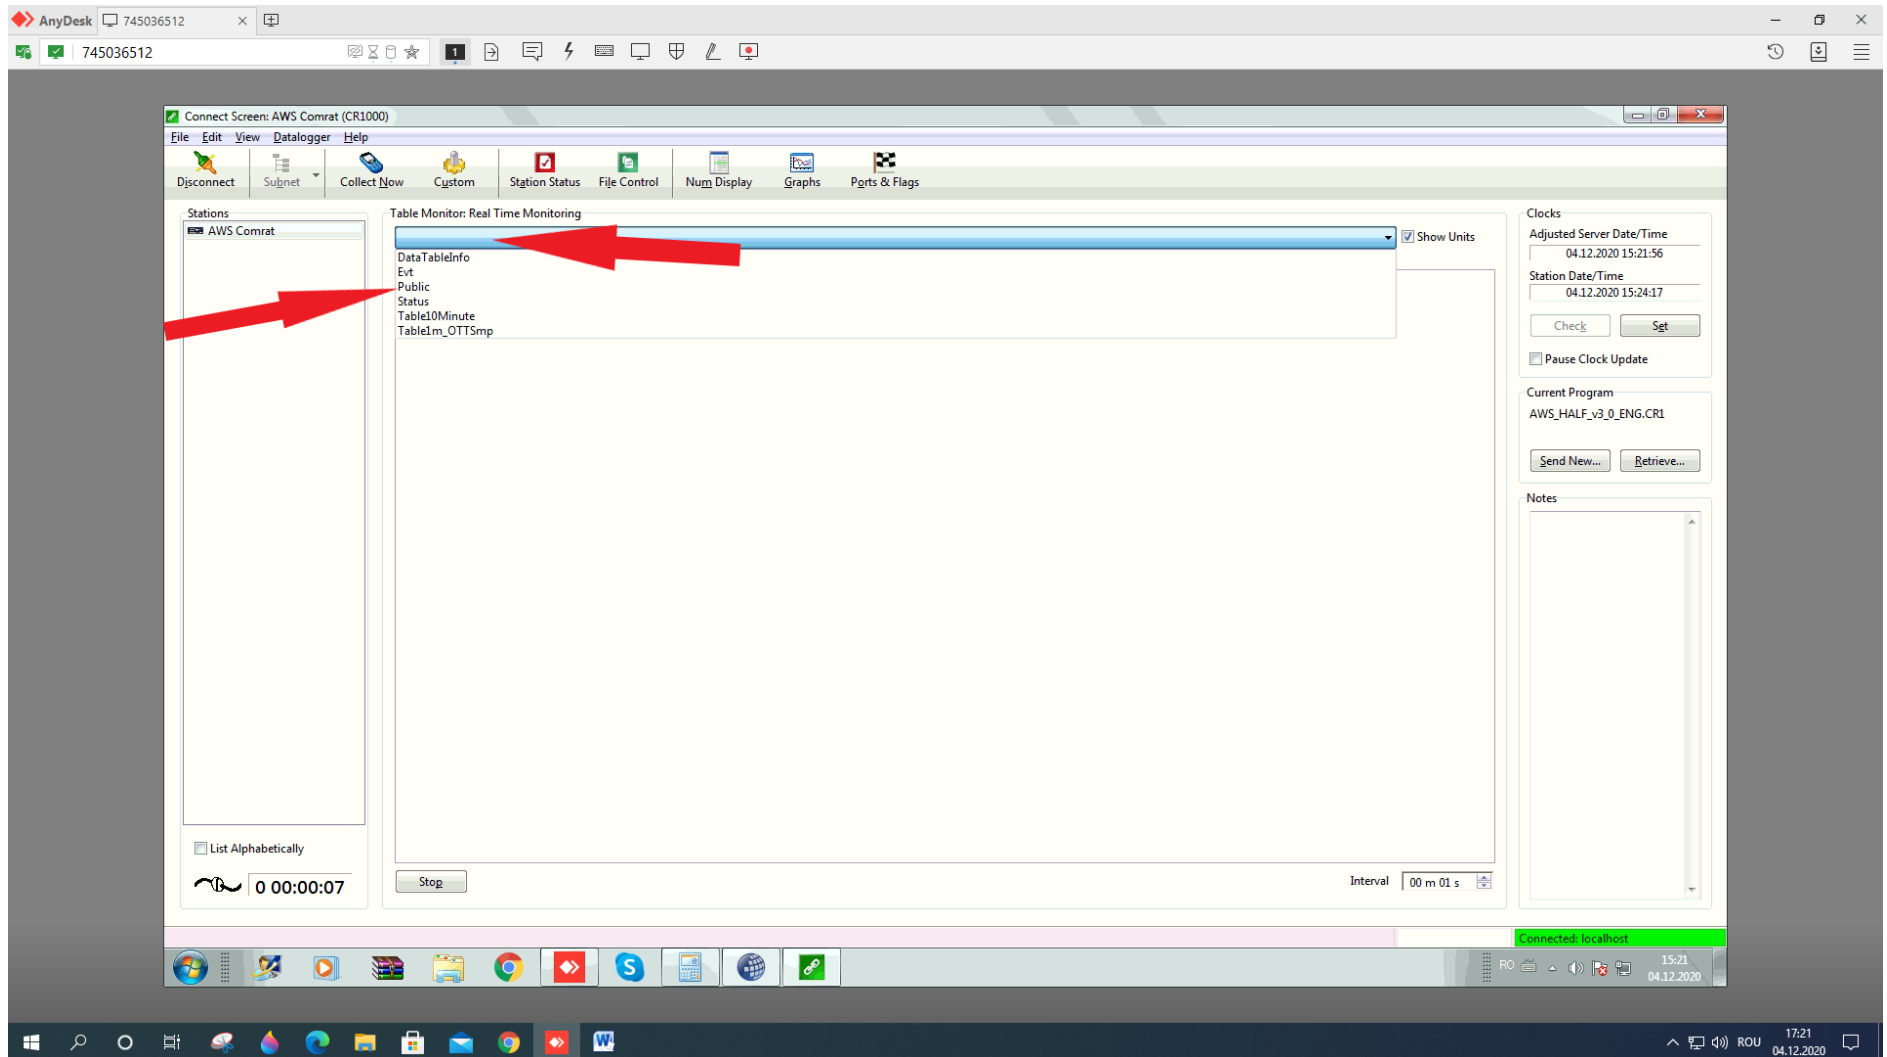 AnyDesk 745036512
745036512
1
Connect Screen: AWS Comrat (CR1000)
File Edit View Datalogger Help
Disconnect Subnet Collect Now Custom Station Status File Control Num Display Graphs Ports & Flags
Stations
AWS Comrat
Table Monitor: Real Time Monitoring
Show Units
DataTableInfo
Evt
Public
Status
Table10Minute
Table1m_OTTSmp
Clocks
Adjusted Server Date/Time
04.12.2020 15:21:56
Station Date/Time
04.12.2020 15:24:17
Check Set
Pause Clock Update
Current Program
AWS_HALF_v3_0_ENG.CR1
Send New... Retrieve...
Notes
List Alphabetically
0 00:00:07
Stop
Interval 00 m 01 s
Connected: localhost
RO
15:21
04.12.2020
ROU
17:21
04.12.2020